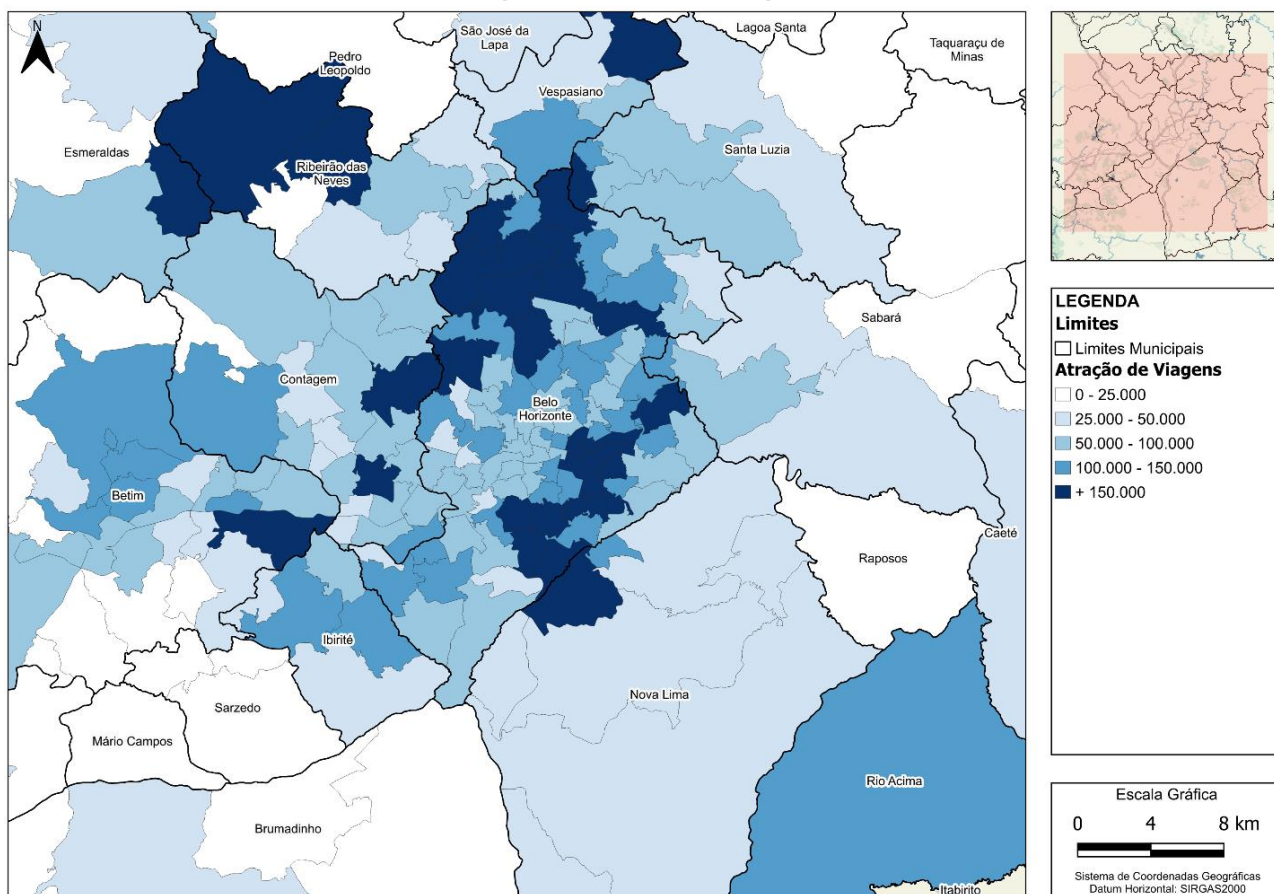 N
São José da
Lapa
Lagoa Santa
Taquaraçu de
Minas
Pedro
Leopoldo
Vespasiano
Esmeraldas
Ribeirão das
Neves
Santa Luzia
Sabará
Contagem
Belo
Horizonte
Betim
Caeté
Raposos
Ibirité
Nova Lima
Sarzedo
Mário Campos
Rio Acima
Brumadinho
Itabirito
LEGENDA
Limites
Limites Municipais
Atração de Viagens
0 - 25.000
25.000 - 50.000
50.000 - 100.000
100.000 - 150.000
+ 150.000
Escala Gráfica
0 4 8 km
Sistema de Coordenadas Geográficas
Datum Horizontal: SIRGAS2000